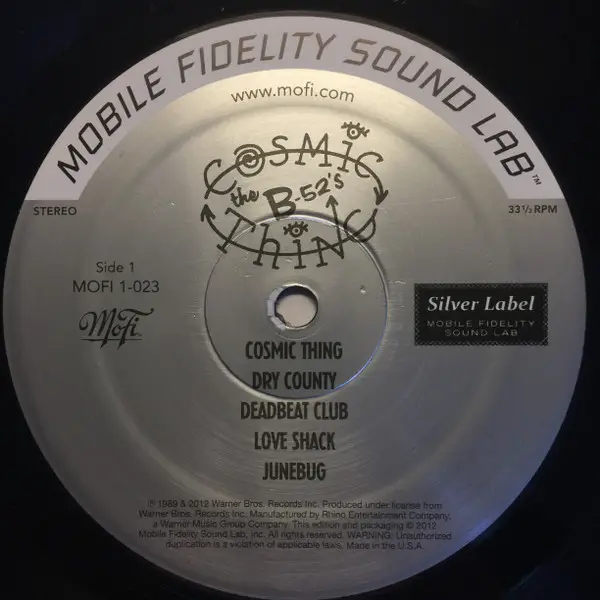 MOBILE FIDELITY SOUND LAB™
www.mofi.com
COSMIC
the B-52's
THING
STEREO
33 1/3 RPM
Side 1
MOFI 1-023
MoFi
Silver Label
MOBILE FIDELITY
SOUND LAB
COSMIC THING
DRY COUNTY
DEADBEAT CLUB
LOVE SHACK
JUNEBUG
℗ 1989 & 2012 Warner Bros. Records Inc. Produced under license from
Warner Bros. Records Inc. Manufactured by Rhino Entertainment Company,
a Warner Music Group Company. This edition and packaging © 2012
Mobile Fidelity Sound Lab, Inc. All rights reserved. WARNING: Unauthorized
duplication is a violation of applicable laws. Made in the U.S.A.